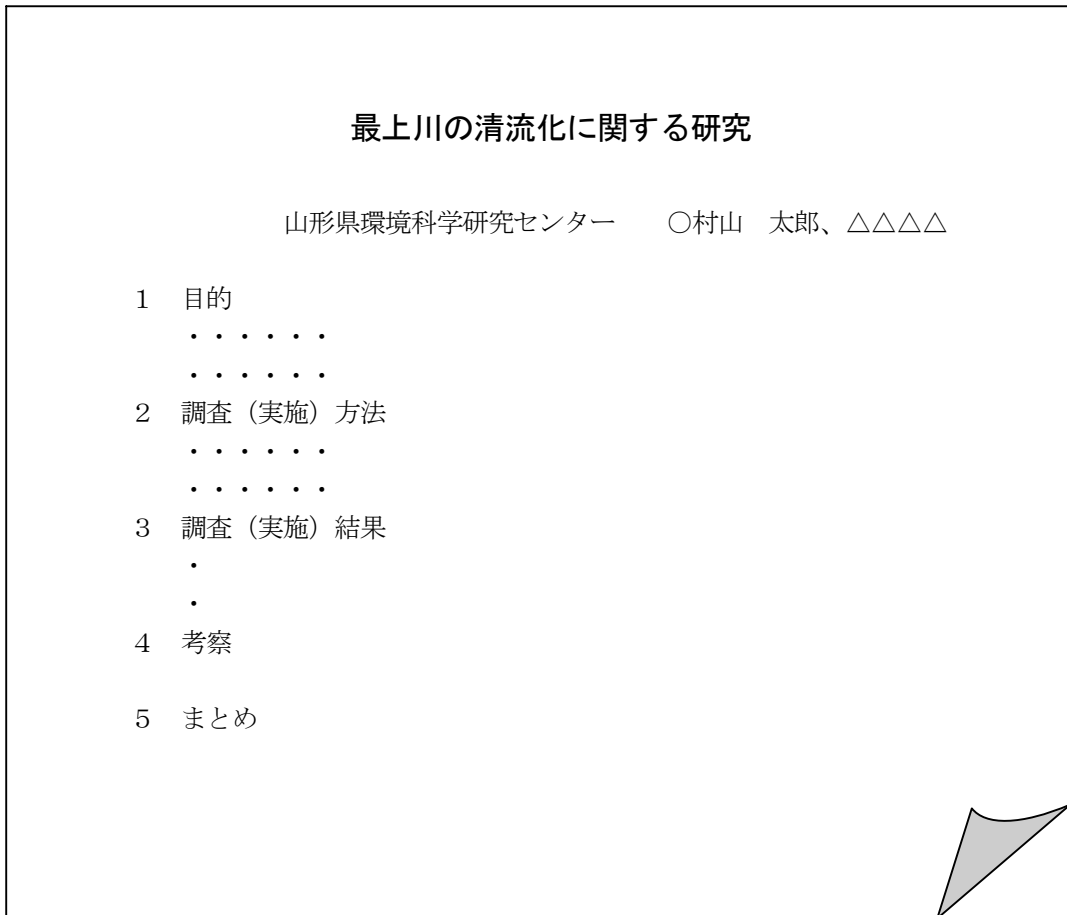 最上川の清流化に関する研究
山形県環境科学研究センター　　○村山　太郎、△△△△
１　目的
・・・・・・
・・・・・・
２　調査（実施）方法
・・・・・・
・・・・・・
３　調査（実施）結果
・
・
４　考察
５　まとめ